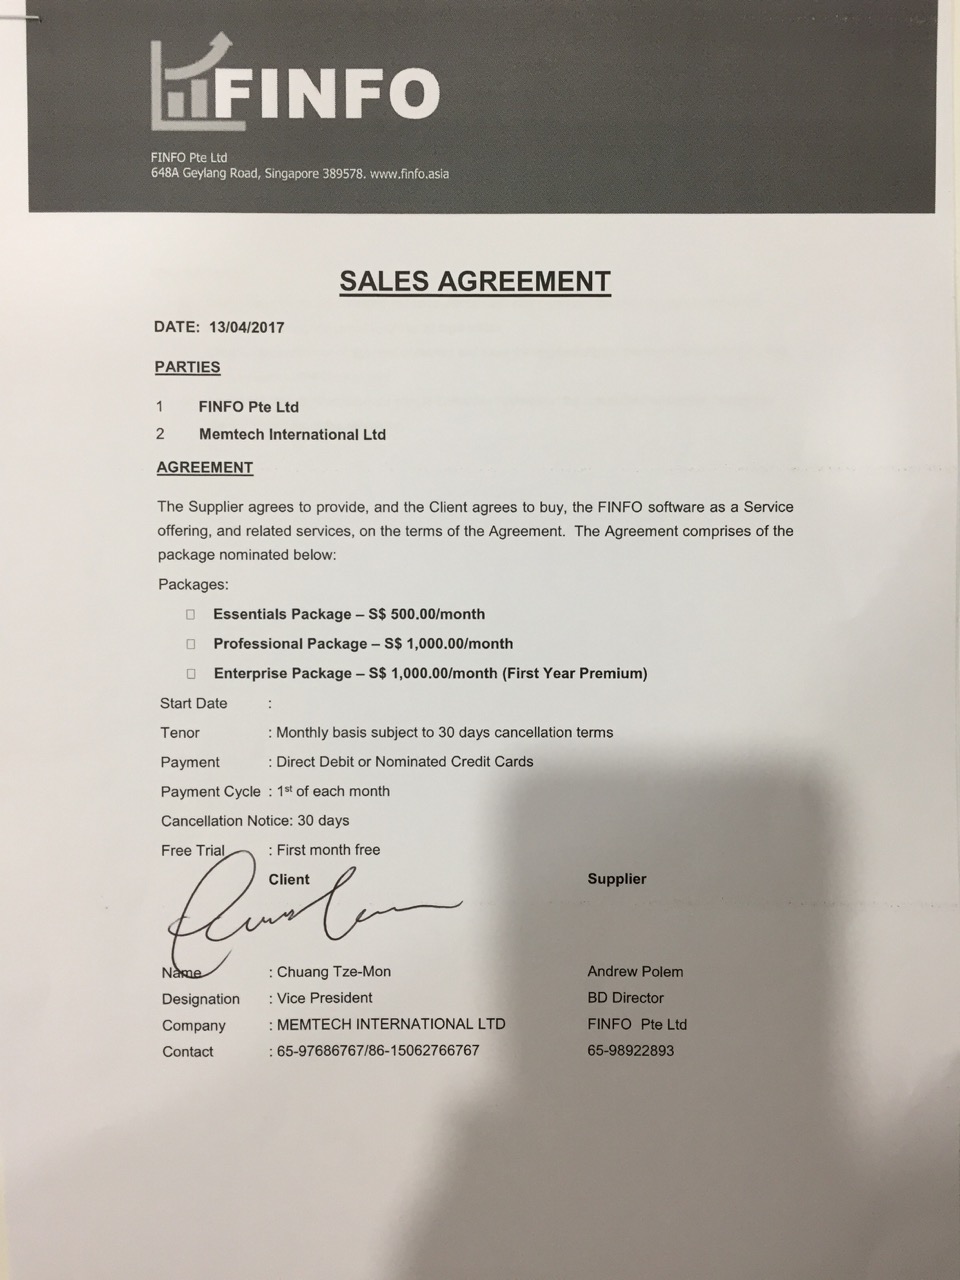 FINFO
FINFO Pte Ltd
648A Geylang Road, Singapore 389578. www.finfo.asia
SALES AGREEMENT
DATE: 13/04/2017
PARTIES
1 FINFO Pte Ltd
2 Memtech International Ltd
AGREEMENT
The Supplier agrees to provide, and the Client agrees to buy, the FINFO software as a Service
offering, and related services, on the terms of the Agreement. The Agreement comprises of the
package nominated below:
Packages:
☐ Essentials Package – S$ 500.00/month
☐ Professional Package – S$ 1,000.00/month
☐ Enterprise Package – S$ 1,000.00/month (First Year Premium)
Start Date :
Tenor : Monthly basis subject to 30 days cancellation terms
Payment : Direct Debit or Nominated Credit Cards
Payment Cycle : 1st of each month
Cancellation Notice: 30 days
Free Trial : First month free
Client Supplier
Name : Chuang Tze-Mon Andrew Polem
Designation : Vice President BD Director
Company : MEMTECH INTERNATIONAL LTD FINFO Pte Ltd
Contact : 65-97686767/86-15062766767 65-98922893